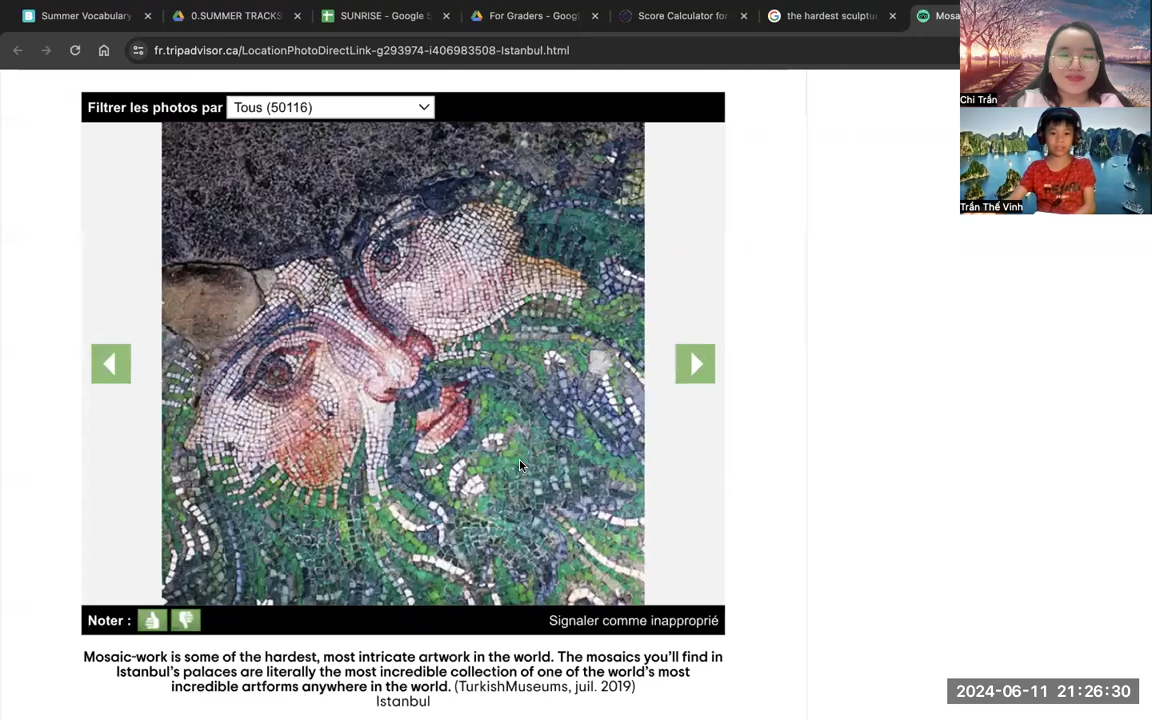 Summer Vocabulary
0.SUMMER TRACKS
SUNRISE - Google S
For Graders - Googl
Score Calculator for
the hardest sculptu
Mosa
fr.tripadvisor.ca/LocationPhotoDirectLink-g293974-i406983508-Istanbul.html
Chi Trần
Trần Thế Vinh
Filtrer les photos par Tous (50116)
Noter : Signaler comme inapproprié
Mosaic-work is some of the hardest, most intricate artwork in the world. The mosaics you'll find in
Istanbul's palaces are literally the most incredible collection of one of the world's most
incredible artforms anywhere in the world. (TurkishMuseums, juil. 2019)
Istanbul
2024-06-11 21:26:30